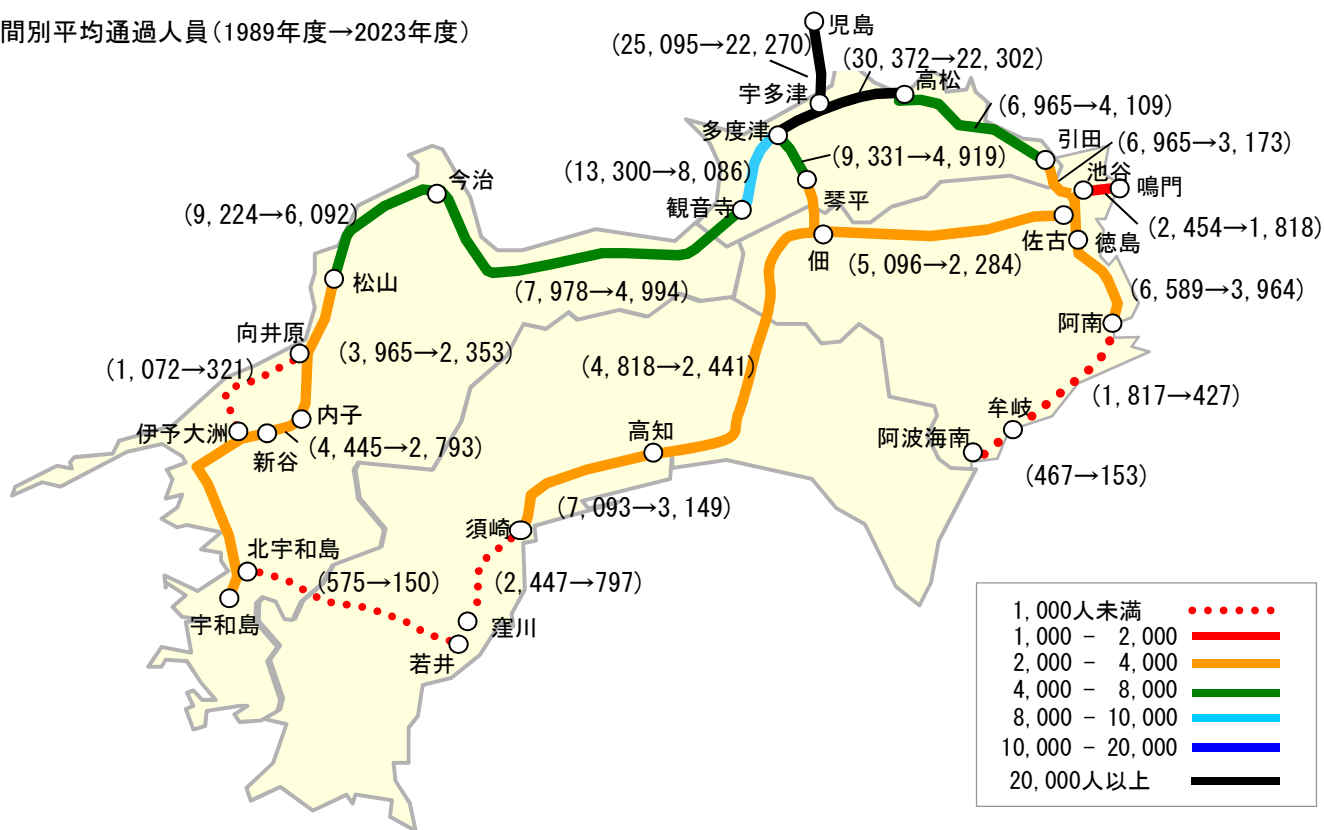 間別平均通過人員(1989年度→2023年度)
児島
(25,095→22,270)
(30,372→22,302)
高松
宇多津
(6,965→4,109)
多度津
引田
(6,965→3,173)
(9,331→4,919)
(13,300→8,086)
池谷
鳴門
今治
琴平
(9,224→6,092)
観音寺
(2,454→1,818)
佐古
徳島
佃
(5,096→2,284)
松山
(7,978→4,994)
(6,589→3,964)
阿南
向井原
(3,965→2,353)
(1,072→321)
(4,818→2,441)
(1,817→427)
牟岐
内子
伊予大洲
高知
阿波海南
新谷
(4,445→2,793)
(467→153)
(7,093→3,149)
須崎
北宇和島
(575→150)
(2,447→797)
宇和島
窪川
若井
1,000人未満
1,000 - 2,000
2,000 - 4,000
4,000 - 8,000
8,000 - 10,000
10,000 - 20,000
20,000人以上